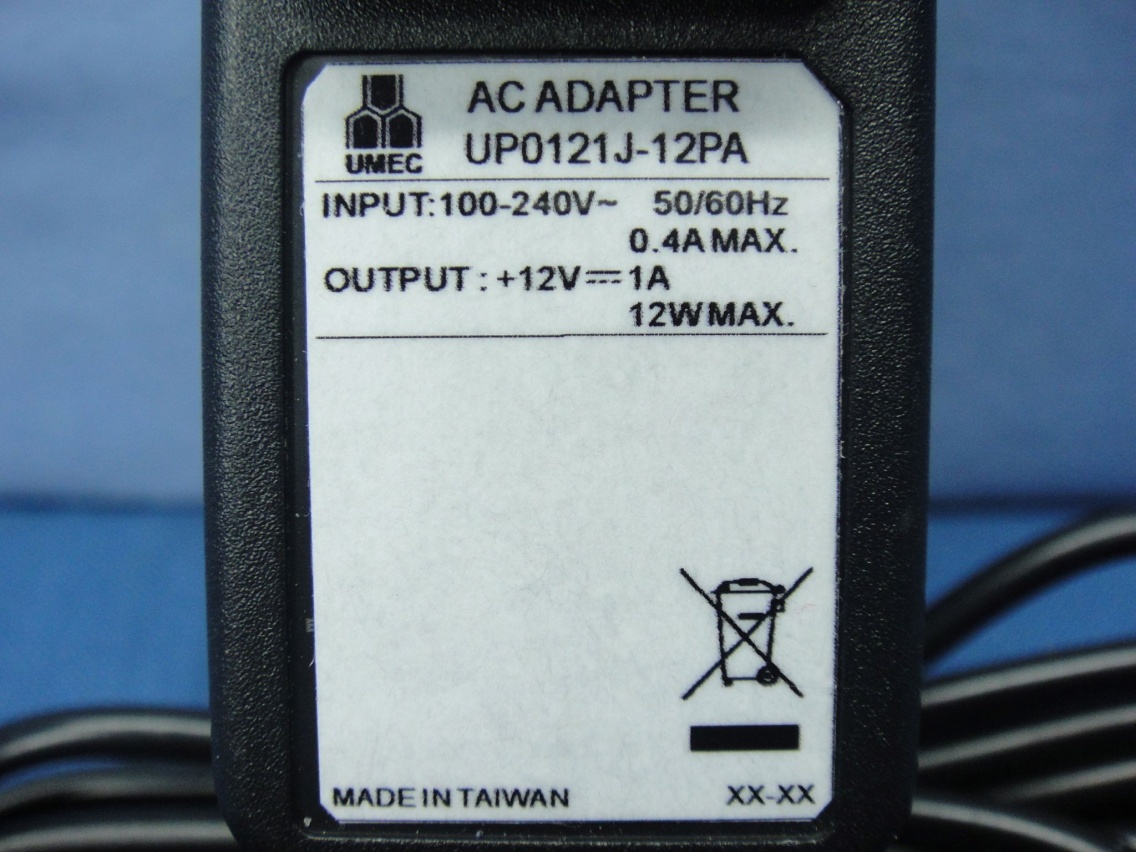 UMEC
AC ADAPTER
UP0121J-12PA
INPUT:100-240V~ 50/60Hz
0.4A MAX.
OUTPUT : +12V⎓1A
12W MAX.
MADE IN TAIWAN XX-XX